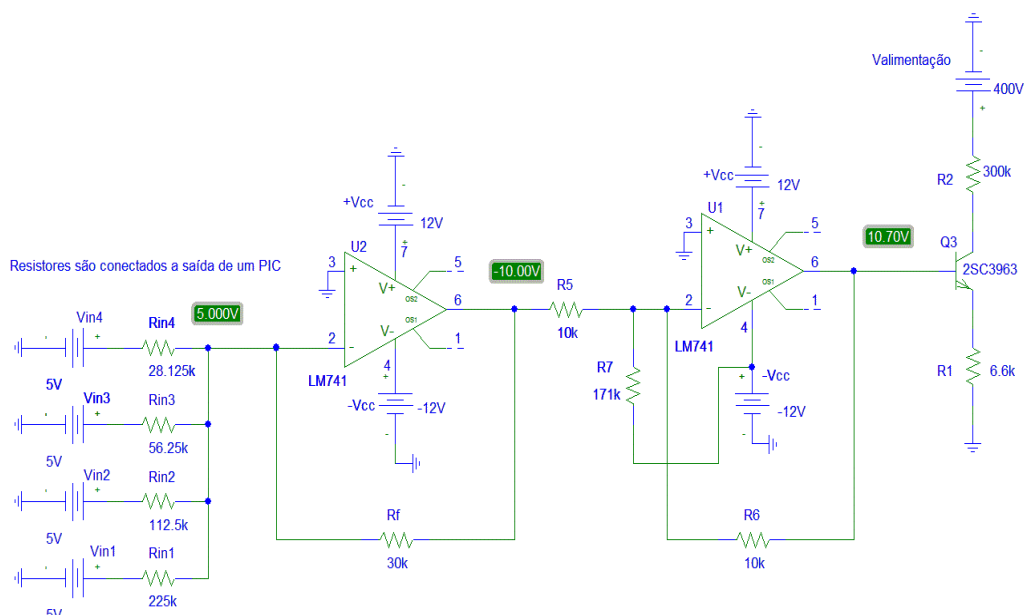 Valimentação
400V
R2
300k
+Vcc
12V
7
U1
3
5
10.70V
Q3
2SC3963
+Vcc
12V
7
U2
3
5
V+
OS2
OS1
V-
6
1
2
4
LM741
-Vcc
-12V
Resistores são conectados a saída de um PIC
5.000V
-10.00V
R5
10k
V+
OS2
OS1
V-
6
1
2
4
LM741
-Vcc
-12V
R7
171k
R1
6.6k
Vin4
Rin4
5V
28.125k
Vin3
Rin3
5V
56.25k
Vin2
Rin2
5V
112.5k
Vin1
Rin1
5V
225k
Rf
30k
R6
10k